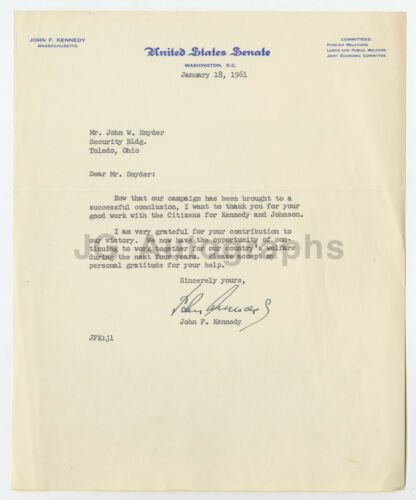 JOHN F. KENNEDY
MASSACHUSETTS
United States Senate
WASHINGTON, D.C.
COMMITTEES:
FOREIGN RELATIONS
LABOR AND PUBLIC WELFARE
JOINT ECONOMIC COMMITTEE
January 18, 1961
Mr. John W. Snyder
Security Bldg.
Toledo, Ohio
Dear Mr. Snyder:
Now that our campaign has been brought to a
successful conclusion, I want to thank you for your
good work with the Citizens for Kennedy and Johnson.
I am very grateful for your contribution to
our victory. We now have the opportunity of con-
tinuing to work together for our country's welfare
during the next four years. Please accept my
personal gratitude for your help.
JG Autographs
Sincerely yours,
John Kennedy
John F. Kennedy
JFK:jl